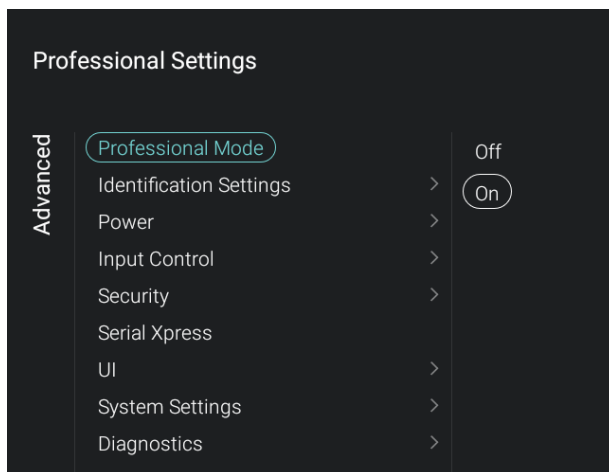 Professional Settings
Advanced
Professional Mode
Off
Identification Settings
On
Power
Input Control
Security
Serial Xpress
UI
System Settings
Diagnostics